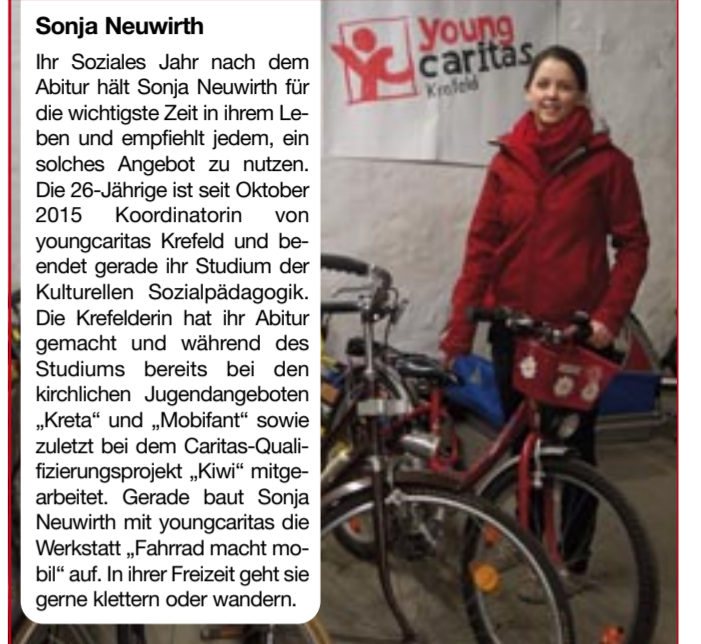 Sonja Neuwirth
Ihr Soziales Jahr nach dem
Abitur hält Sonja Neuwirth für
die wichtigste Zeit in ihrem Le-
ben und empfiehlt jedem, ein
solches Angebot zu nutzen.
Die 26-Jährige ist seit Oktober
2015 Koordinatorin von
youngcaritas Krefeld und be-
endet gerade ihr Studium der
Kulturellen Sozialpädagogik.
Die Krefelderin hat ihr Abitur
gemacht und während des
Studiums bereits bei den
kirchlichen Jugendangeboten
„Kreta“ und „Mobifant“ sowie
zuletzt bei dem Caritas-Quali-
fizierungsprojekt „Kiwi“ mitge-
arbeitet. Gerade baut Sonja
Neuwirth mit youngcaritas die
Werkstatt „Fahrrad macht mo-
bil“ auf. In ihrer Freizeit geht sie
gerne klettern oder wandern.
young
caritas
Krefeld